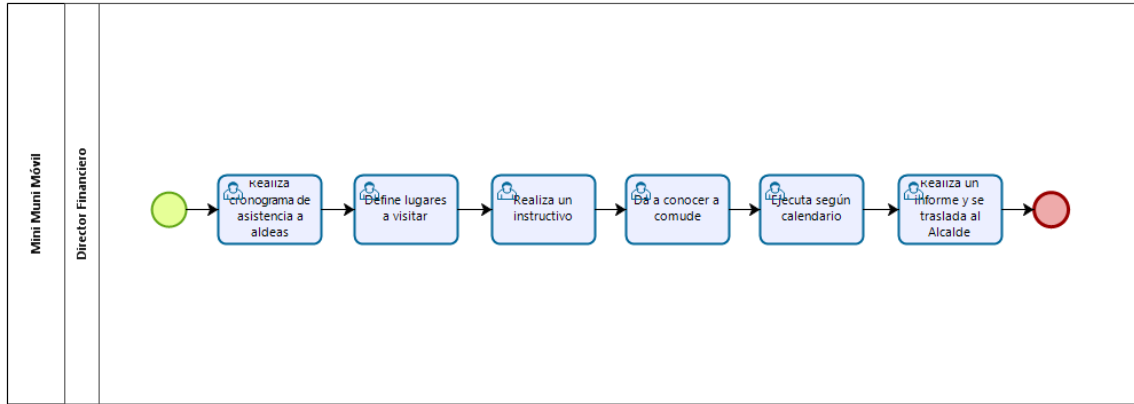 Mini Muni Móvil
Director Financiero
Realiza
cronograma de
asistencia a
aldeas
Define lugares
a visitar
Realiza un
instructivo
Da a conocer a
comude
Ejecuta según
calendario
Realiza un
informe y se
traslada al
Alcalde